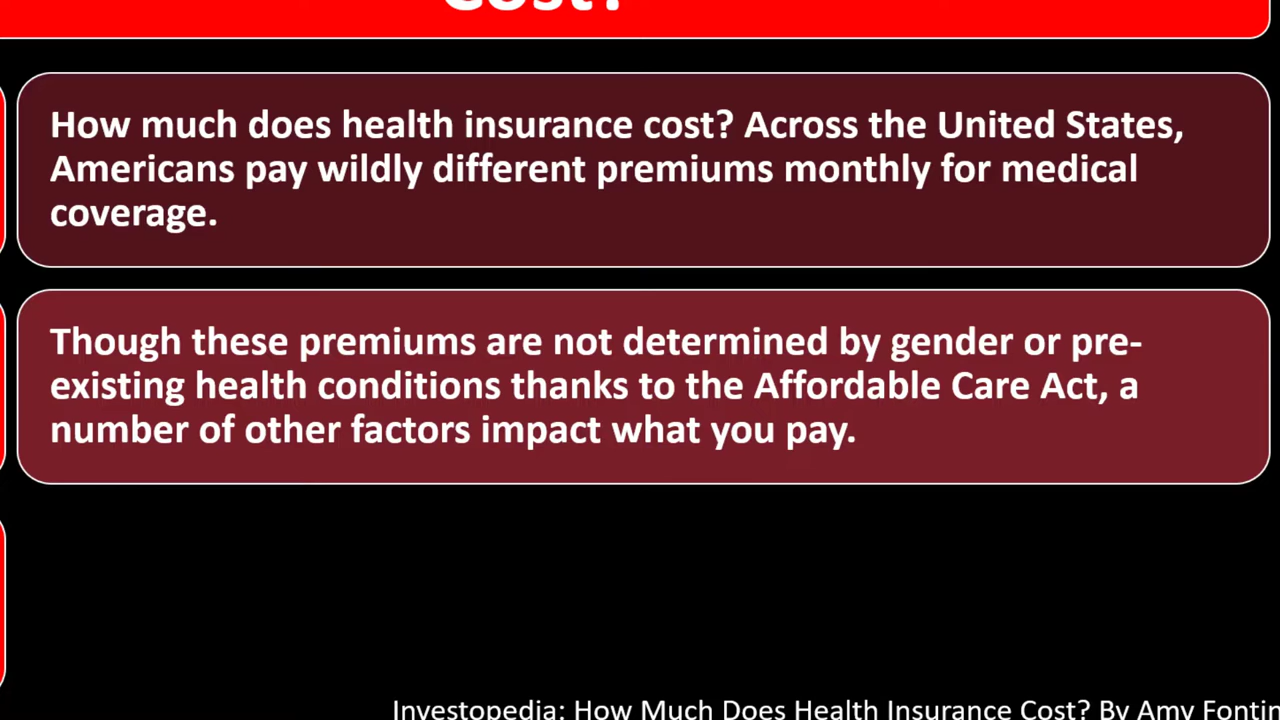 Cost?
How much does health insurance cost? Across the United States,
Americans pay wildly different premiums monthly for medical
coverage.
Though these premiums are not determined by gender or pre-
existing health conditions thanks to the Affordable Care Act, a
number of other factors impact what you pay.
Investopedia: How Much Does Health Insurance Cost? By Amy Fontin